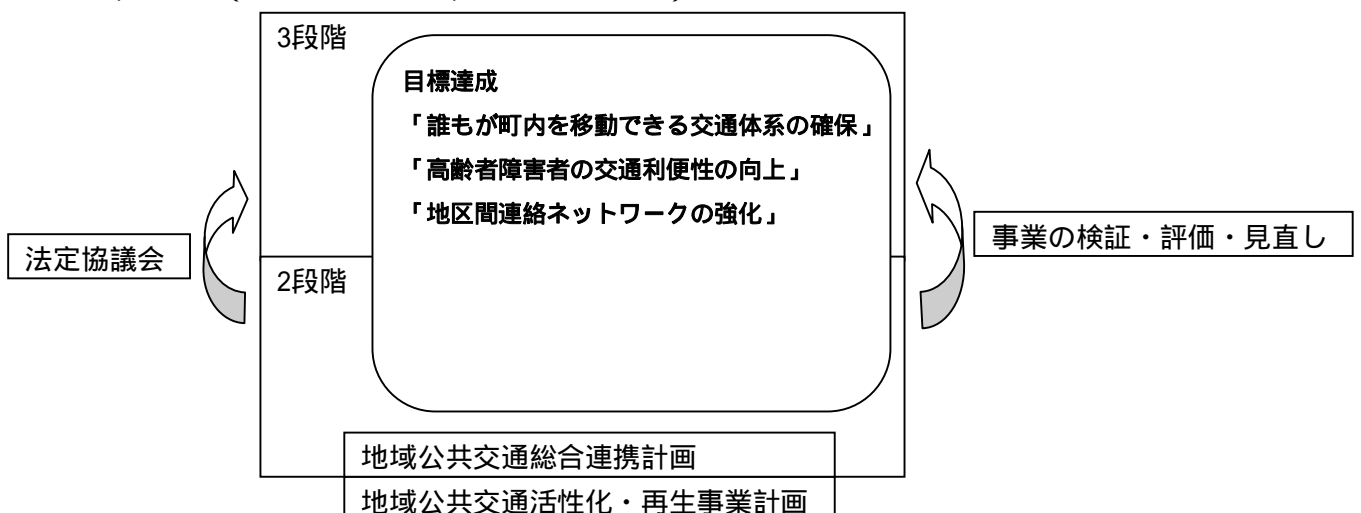 3段階
目標達成
「誰もが町内を移動できる交通体系の確保」
「高齢者障害者の交通利便性の向上」
「地区間連絡ネットワークの強化」
法定協議会
事業の検証・評価・見直し
2段階
地域公共交通総合連携計画
地域公共交通活性化・再生事業計画